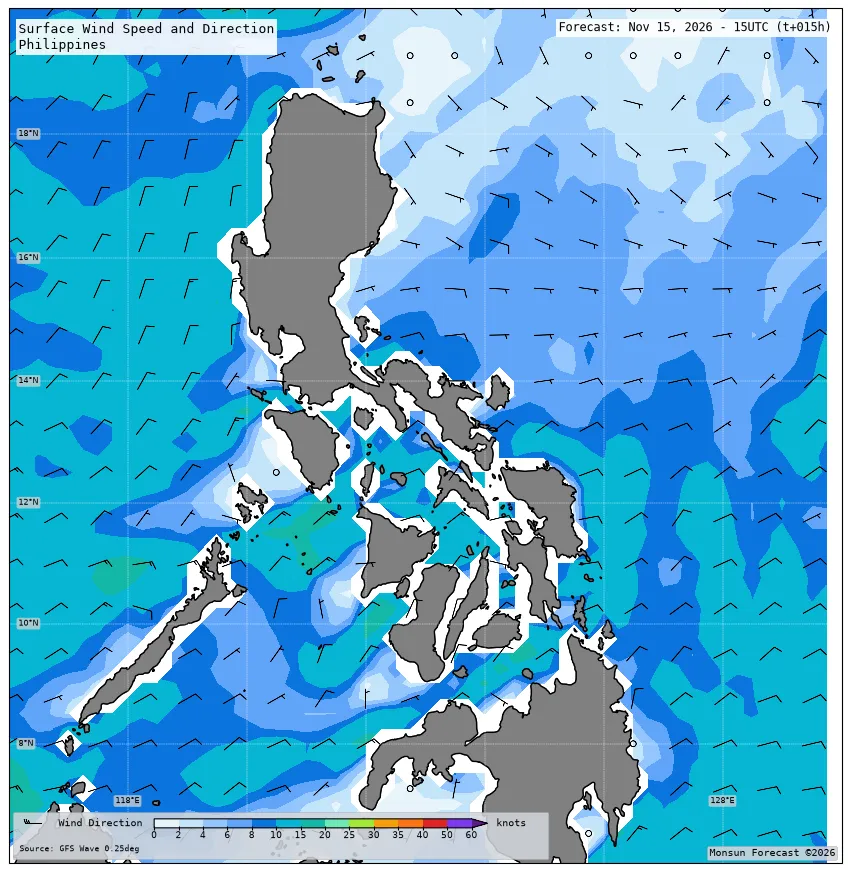 Surface Wind Speed and Direction
Philippines
Forecast: Nov 15, 2026 - 15UTC (t+015h)
18°N
16°N
14°N
12°N
10°N
8°N
118°E
128°E
Wind Direction
knots
0 2 4 6 8 10 15 20 25 30 35 40 50 60
Source: GFS Wave 0.25deg
Monsun Forecast ©2026